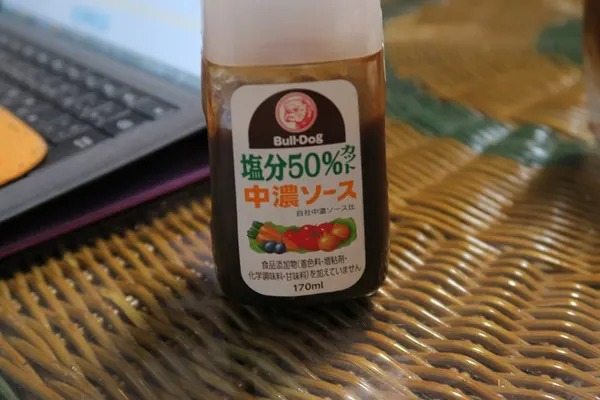 Bull-Dog
塩分50%カット
中濃ソース
自社中濃ソース比
食品添加物(着色料・増粘剤・
化学調味料・甘味料)を加えていません
170ml